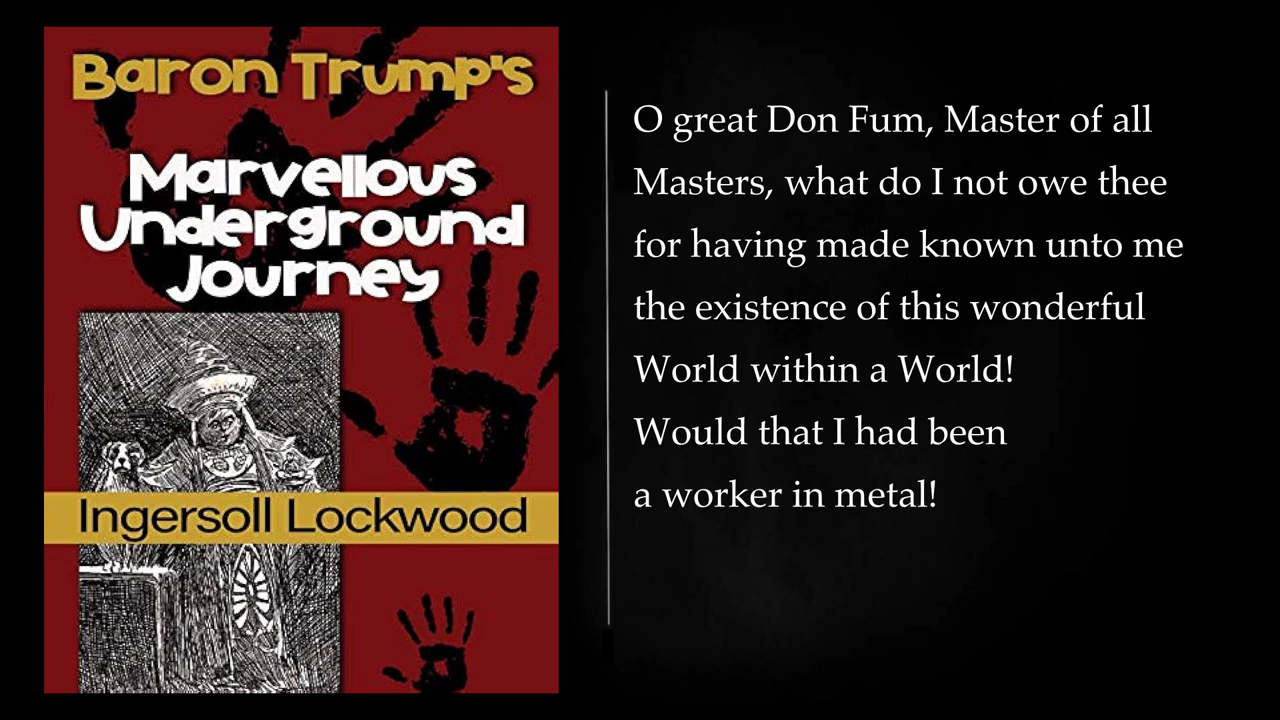 Baron Trump's
Marvellous
Underground
Journey
Ingersoll Lockwood
O great Don Fum, Master of all
Masters, what do I not owe thee
for having made known unto me
the existence of this wonderful
World within a World!
Would that I had been
a worker in metal!